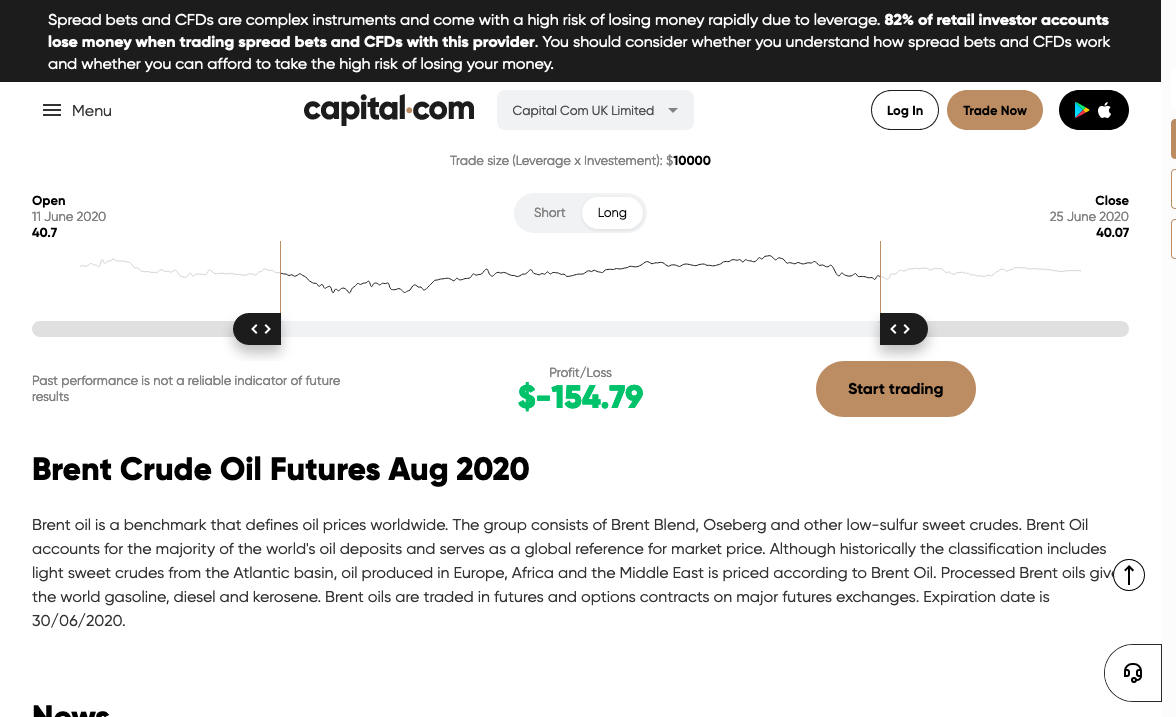 Spread bets and CFDs are complex instruments and come with a high risk of losing money rapidly due to leverage. 82% of retail investor accounts
lose money when trading spread bets and CFDs with this provider. You should consider whether you understand how spread bets and CFDs work
and whether you can afford to take the high risk of losing your money.
Menu
capital.com
Capital Com UK Limited
Log In
Trade Now
Trade size (Leverage x Investement): $10000
Open
11 June 2020
40.7
Short
Long
Close
25 June 2020
40.07
Past performance is not a reliable indicator of future
results
Profit/Loss
$-154.79
Start trading
Brent Crude Oil Futures Aug 2020
Brent oil is a benchmark that defines oil prices worldwide. The group consists of Brent Blend, Oseberg and other low-sulfur sweet crudes. Brent Oil
accounts for the majority of the world's oil deposits and serves as a global reference for market price. Although historically the classification includes
light sweet crudes from the Atlantic basin, oil produced in Europe, Africa and the Middle East is priced according to Brent Oil. Processed Brent oils give
the world gasoline, diesel and kerosene. Brent oils are traded in futures and options contracts on major futures exchanges. Expiration date is
30/06/2020.
News